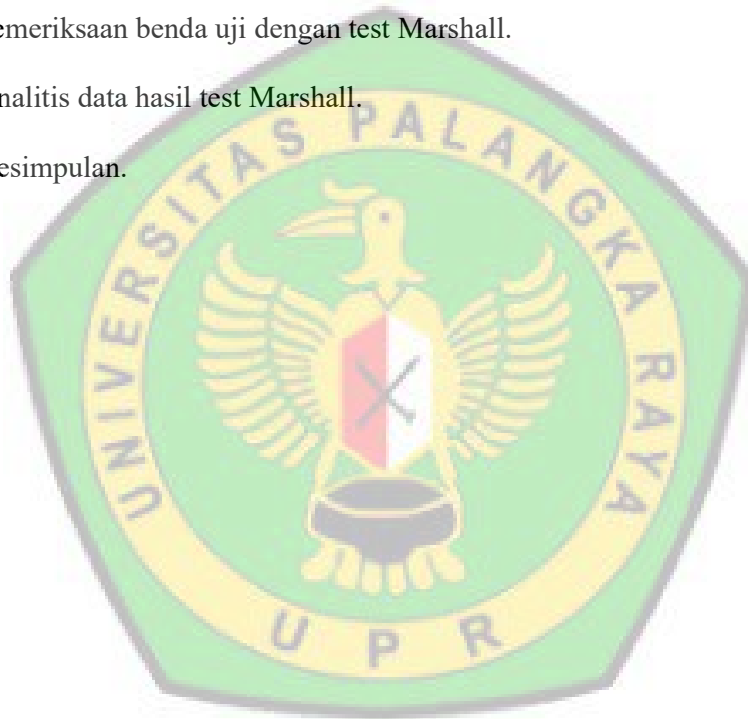 emeriksaan benda uji dengan test Marshall.
nalitis data hasil test Marshall.
esimpulan.
UNIVERSITAS PALANGKA RAYA
UPR